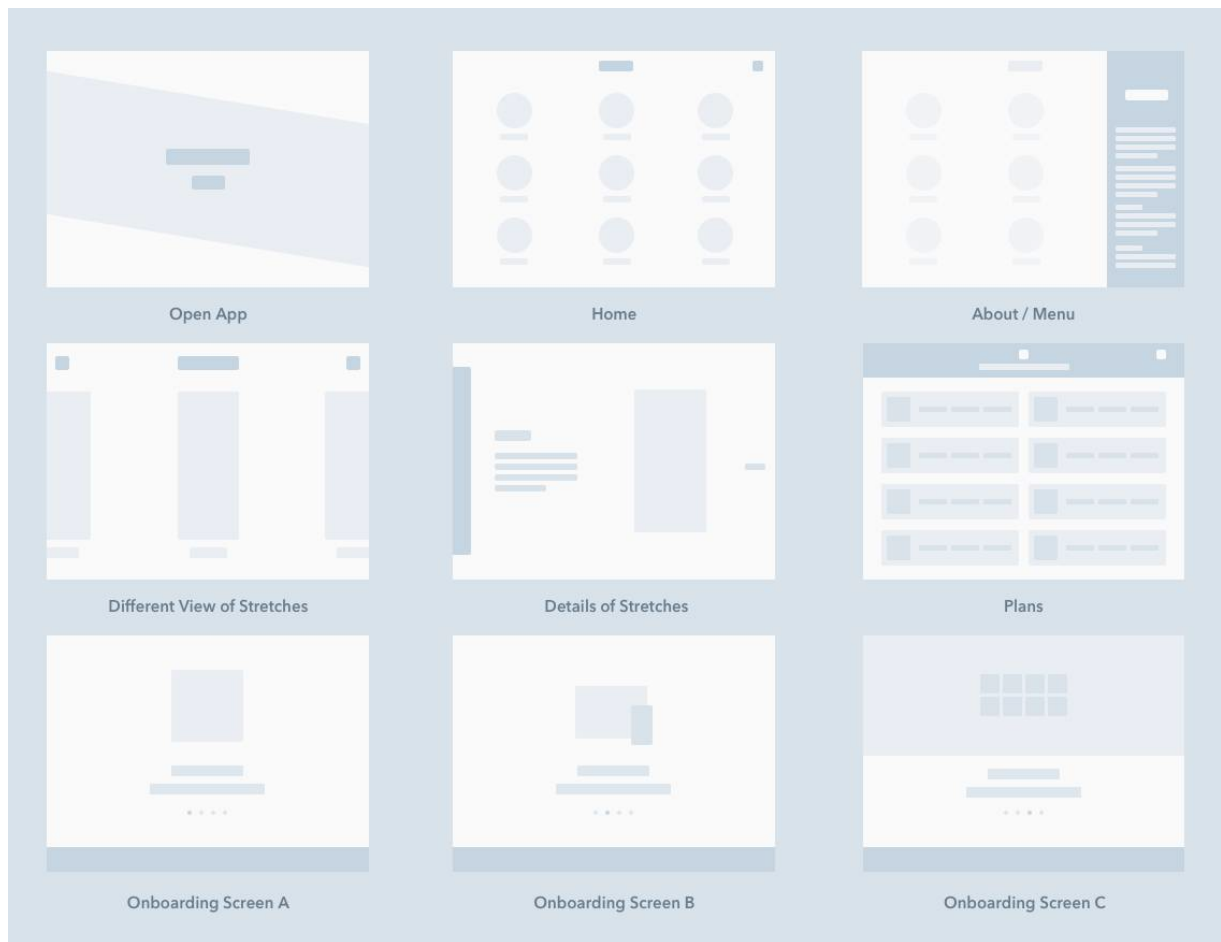 Open App
Home
About / Menu
Different View of Stretches
Details of Stretches
Plans
Onboarding Screen A
Onboarding Screen B
Onboarding Screen C